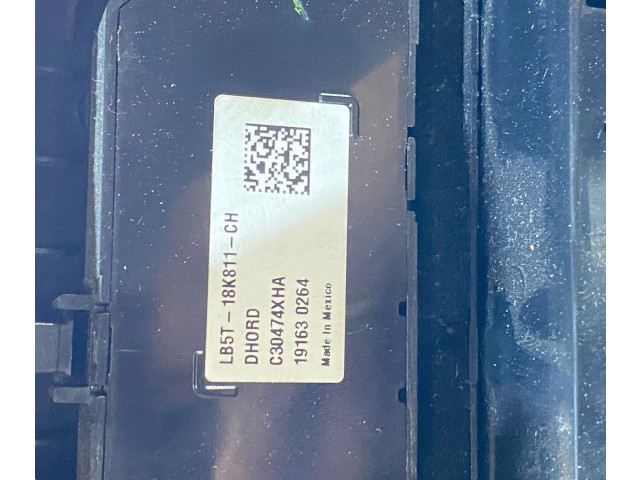 LB5T-18K811-CH
DHORD
C30474XHA
19163 0264
Made In Mexico